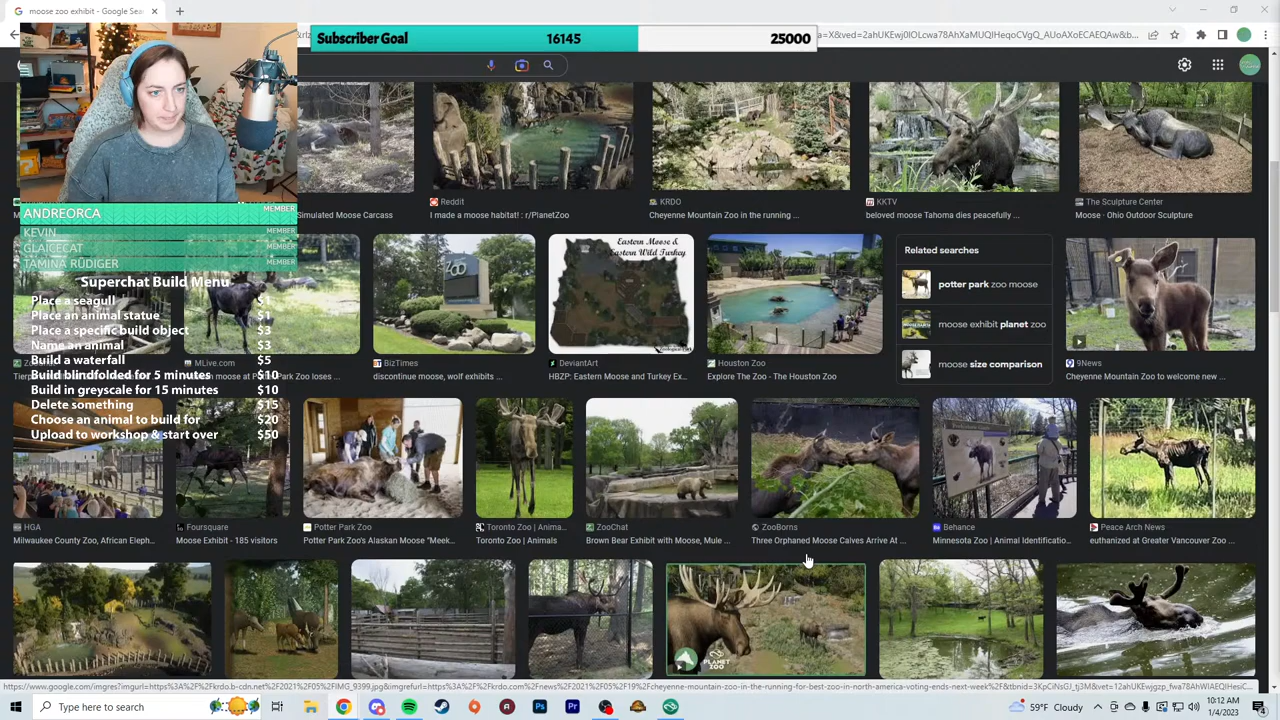 moose zoo exhibit - Google Sea
Subscriber Goal 16145 25000
Simulated Moose Carcass
Reddit
I made a moose habitat! : r/PlanetZoo
KRDO
Cheyenne Mountain Zoo in the running ...
KKTV
beloved moose Tahoma dies peacefully ...
The Sculpture Center
Moose · Ohio Outdoor Sculpture
ANDREORCA MEMBER
KEVIN MEMBER
GLAICECAT MEMBER
TAMINA RÜDIGER MEMBER
Superchat Build Menu
Place a seagull $1
Place an animal statue $1
Place a specific build object $3
Name an animal $3
Build a waterfall $5
Build blindfolded for 5 minutes $10
Build in greyscale for 15 minutes $10
Delete something $15
Choose an animal to build for $20
Upload to workshop & start over $50
ZOO
Eastern Moose &
Eastern Wild Turkey
Related searches
potter park zoo moose
moose exhibit planet zoo
moose size comparison
MLive.com
moose at Potter Park Zoo loses ...
BizTimes
discontinue moose, wolf exhibits ...
DeviantArt
HBZP: Eastern Moose and Turkey Ex...
Houston Zoo
Explore The Zoo - The Houston Zoo
9News
Cheyenne Mountain Zoo to welcome new ...
HGA
Milwaukee County Zoo, African Eleph...
Foursquare
Moose Exhibit - 185 visitors
Potter Park Zoo
Potter Park Zoo's Alaskan Moose "Meek...
Toronto Zoo | Anima...
Toronto Zoo | Animals
ZooChat
Brown Bear Exhibit with Moose, Mule ...
ZooBorns
Three Orphaned Moose Calves Arrive At ...
Behance
Minnesota Zoo | Animal Identificatio...
Peace Arch News
euthanized at Greater Vancouver Zoo ...
PLANET
ZOO
Type here to search
59°F Cloudy
10:12 AM
1/4/2023
4